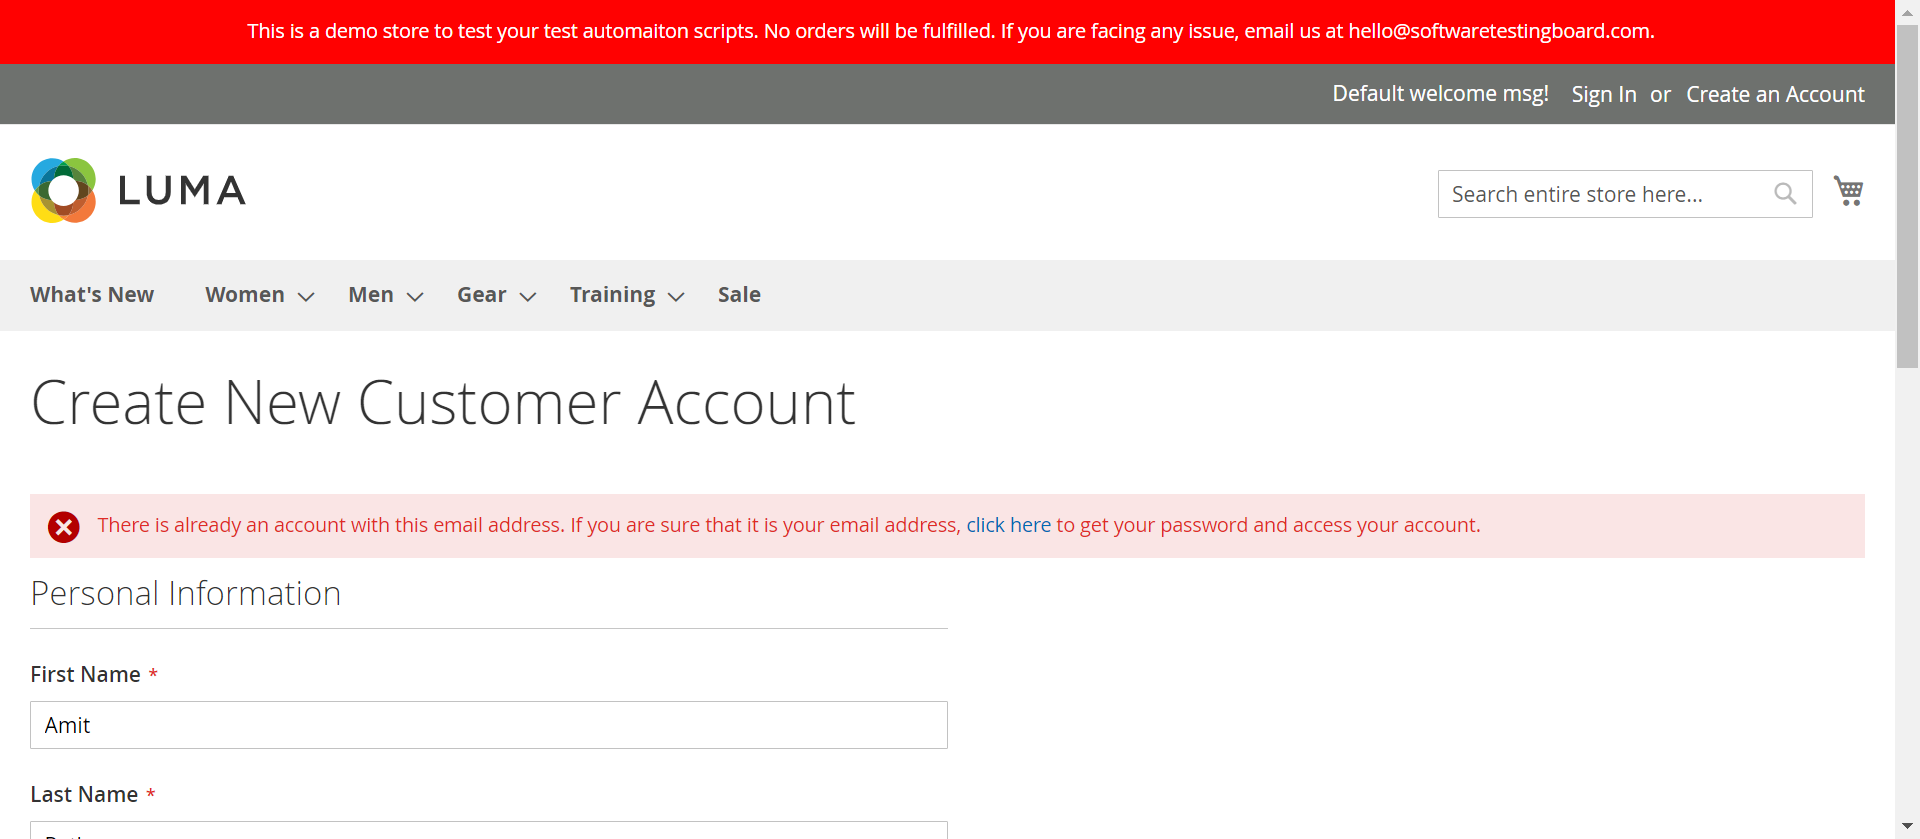 This is a demo store to test your test automaiton scripts. No orders will be fulfilled. If you are facing any issue, email us at hello@softwaretestingboard.com.
Default welcome msg! Sign In or Create an Account
LUMA
Search entire store here...
What's New Women Men Gear Training Sale
Create New Customer Account
There is already an account with this email address. If you are sure that it is your email address, click here to get your password and access your account.
Personal Information
First Name *
Amit
Last Name *